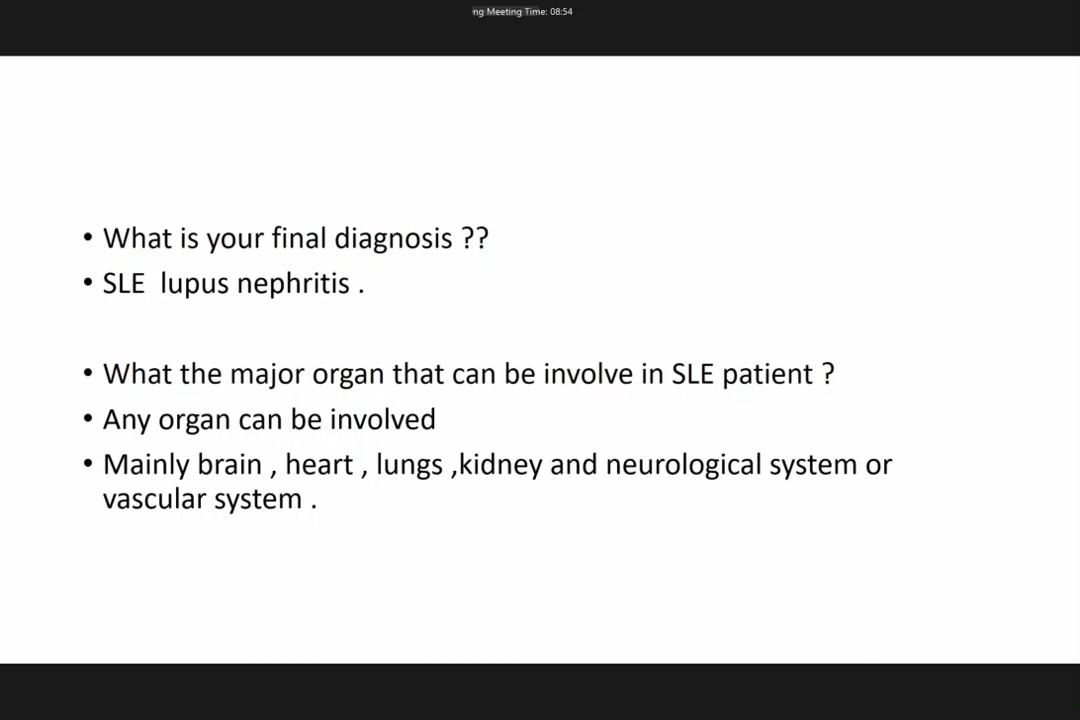 ng Meeting Time: 08:54
• What is your final diagnosis ??
• SLE  lupus nephritis .
• What the major organ that can be involve in SLE patient ?
• Any organ can be involved
• Mainly brain , heart , lungs ,kidney and neurological system or
vascular system .